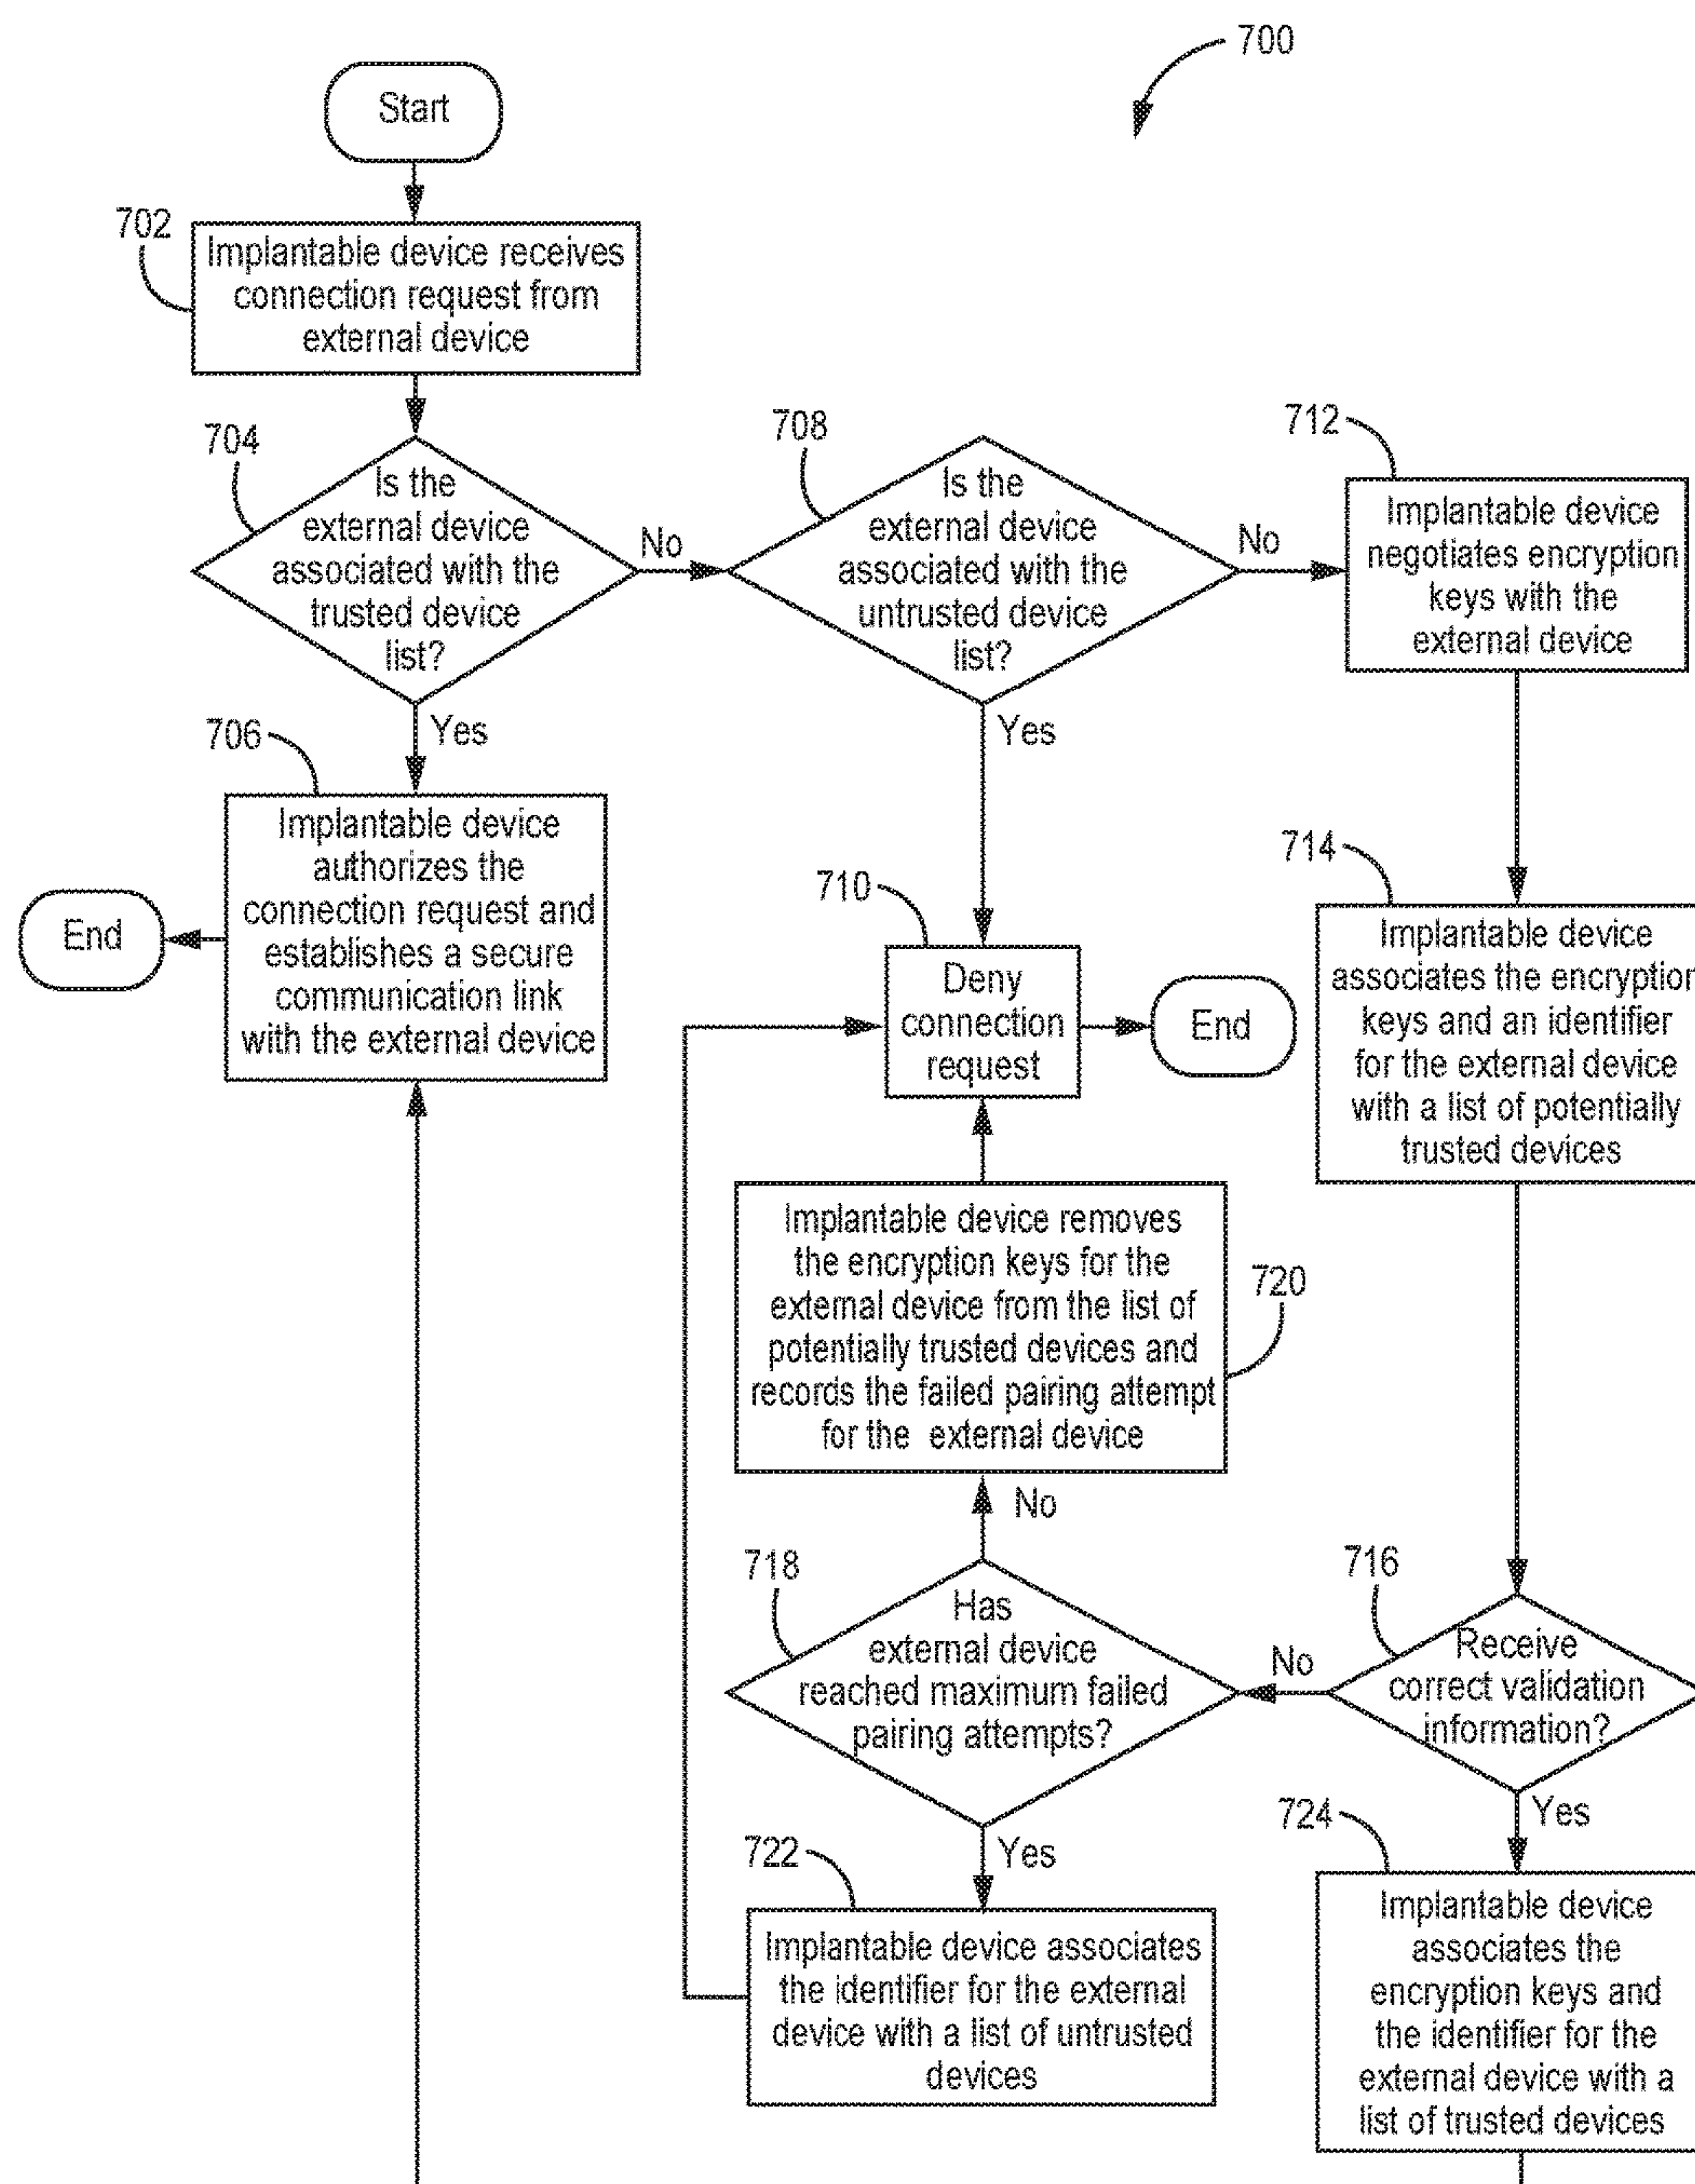 700
Start
702
Implantable device receives
connection request from
external device
704
Is the
external device
associated with the
trusted device
list?
No
Yes
708
Is the
external device
associated with the
untrusted device
list?
No
Yes
712
Implantable device
negotiates encryption
keys with the
external device
706
Implantable device
authorizes the
connection request and
establishes a secure
communication link
with the external device
End
710
Deny
connection
request
End
714
Implantable device
associates the encryption
keys and an identifier
for the external device
with a list of potentially
trusted devices
Implantable device removes
the encryption keys for the
external device from the list of
potentially trusted devices and
records the failed pairing attempt
for the external device
720
No
718
Has
external device
reached maximum failed
pairing attempts?
No
716
Receive
correct validation
information?
Yes
Yes
722
Implantable device associates
the identifier for the external
device with a list of untrusted
devices
724
Implantable device
associates the
encryption keys and
the identifier for the
external device with a
list of trusted devices